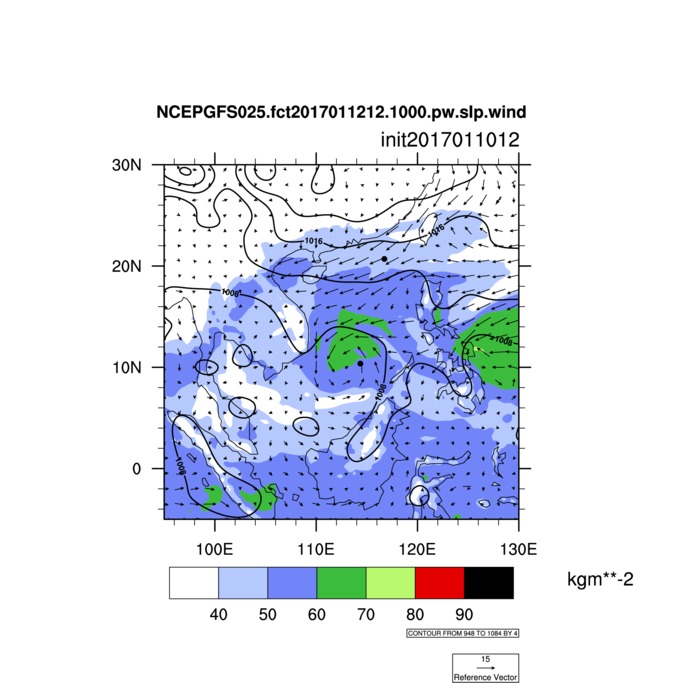 NCEPGFS025.fct2017011212.1000.pw.slp.wind
init2017011012
30N
20N
10N
0
1016
1016
1008
1008
1008
1008
100E
110E
120E
130E
40
50
60
70
80
90
kgm**-2
CONTOUR FROM 948 TO 1084 BY 4
15
Reference Vector